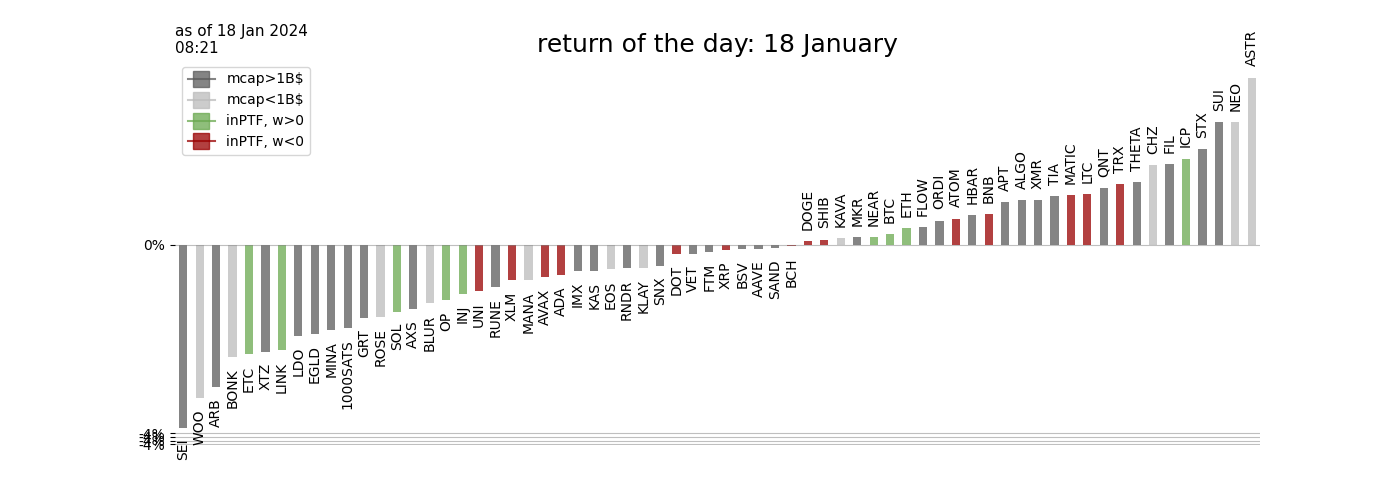 as of 18 Jan 2024
08:21
return of the day: 18 January
mcap>1B$
mcap<1B$
inPTF, w>0
inPTF, w<0
0%
-4%
-4%
SEI
WOO
ARB
BONK
ETC
XTZ
LINK
LDO
EGLD
MINA
1000SATS
GRT
ROSE
SOL
AXS
BLUR
OP
INJ
UNI
RUNE
XLM
MANA
AVAX
ADA
IMX
KAS
EOS
RNDR
KLAY
SNX
DOT
VET
FTM
XRP
BSV
AAVE
SAND
BCH
DOGE
SHIB
KAVA
MKR
NEAR
BTC
ETH
FLOW
ORDI
ATOM
HBAR
BNB
APT
ALGO
XMR
TIA
MATIC
LTC
QNT
TRX
THETA
CHZ
FIL
ICP
STX
SUI
NEO
ASTR